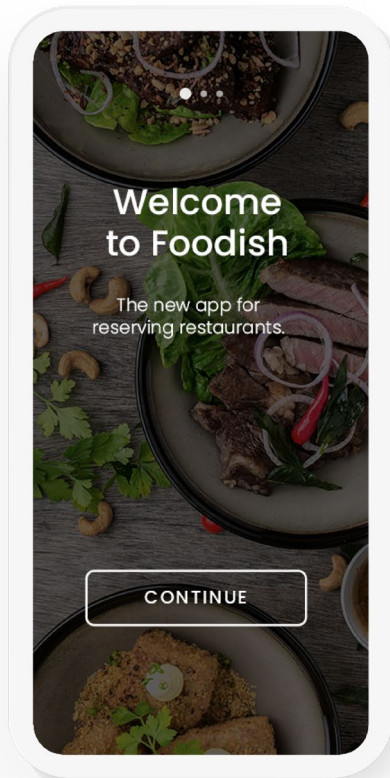 Welcome
to Foodish
The new app for
reserving restaurants.
CONTINUE